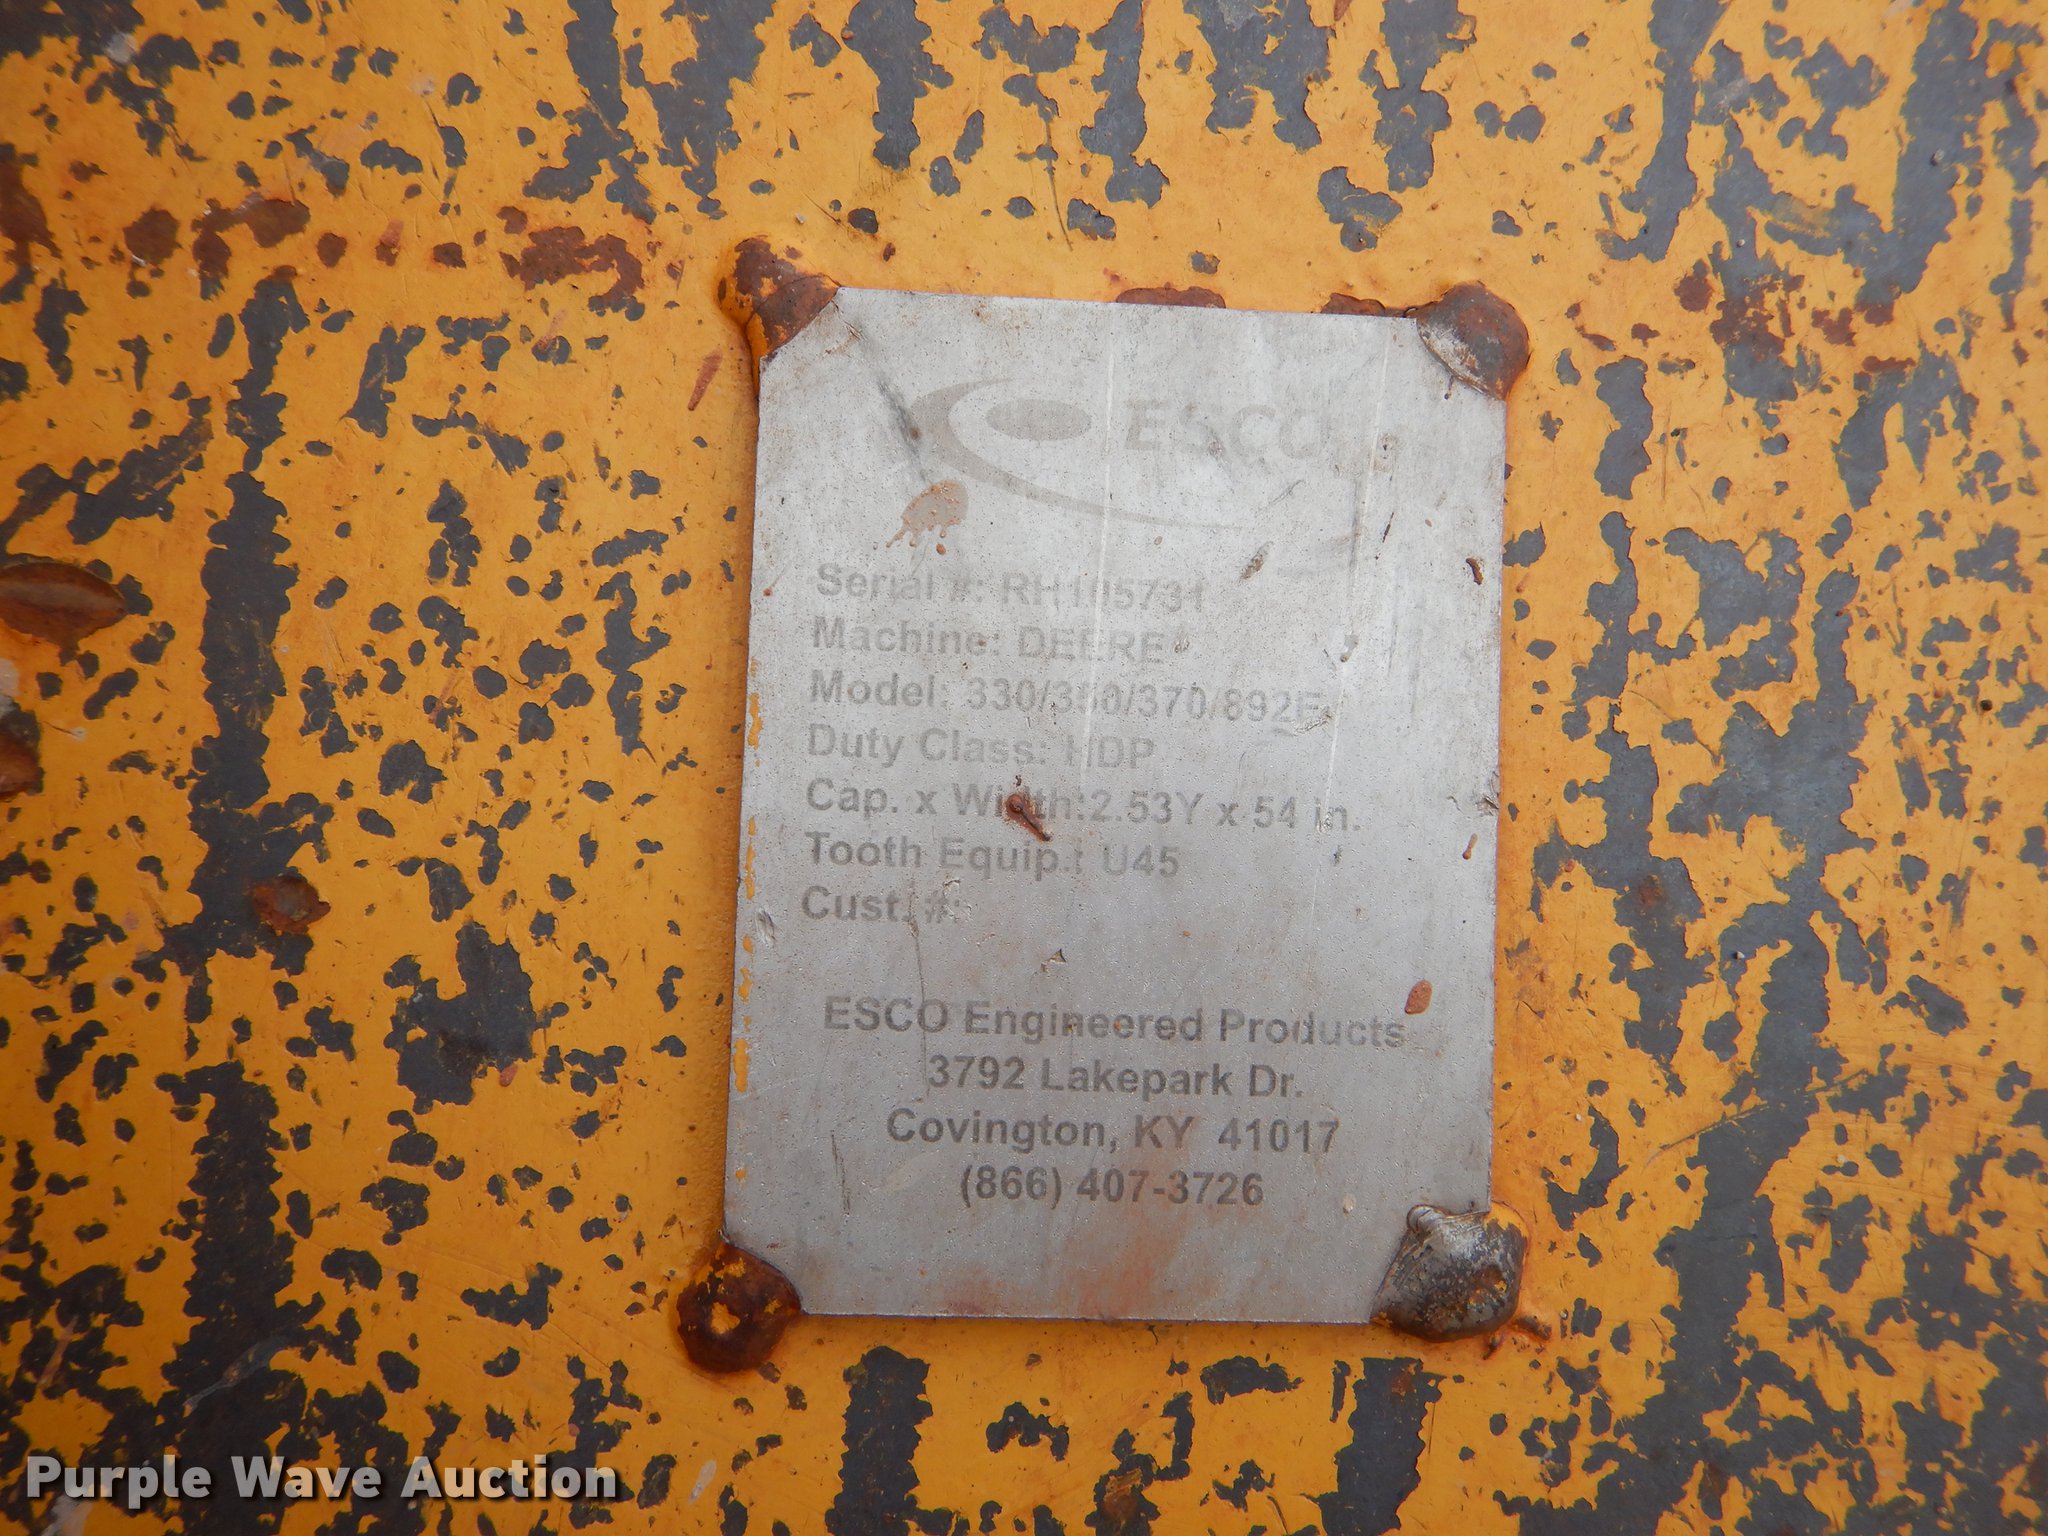 ESCO
Serial #: RH105731
Machine: DEERE
Model: 330/350/370/892E
Duty Class: HDP
Cap. x Width:2.53Y x 54 in.
Tooth Equip.: U45
Cust. #:
ESCO Engineered Products
3792 Lakepark Dr.
Covington, KY 41017
(866) 407-3726
Purple Wave Auction